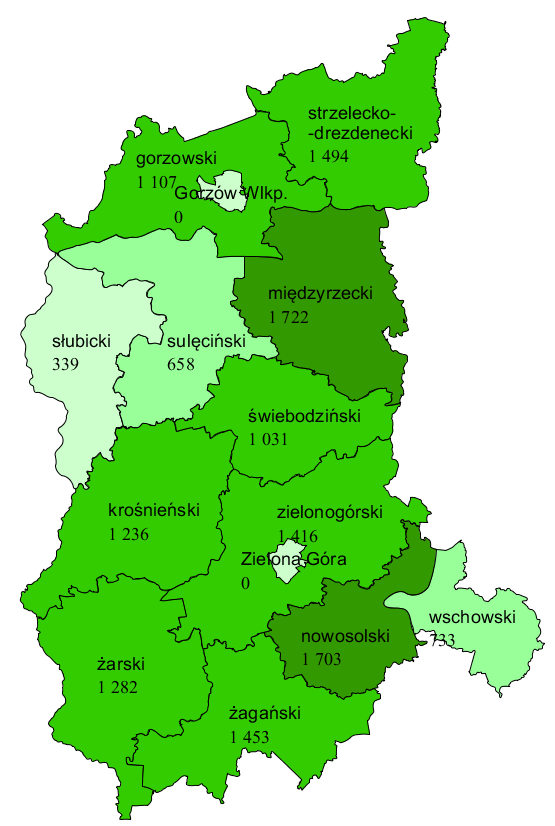 strzelecko-
-drezdenecki
1 494
gorzowski
1 107
Gorzów Wlkp.
0
międzyrzecki
1 722
słubicki
339
sulęciński
658
świebodziński
1 031
krośnieński
1 236
zielonogórski
1 416
Zielona Góra
0
wschowski
733
nowosolski
1 703
żarski
1 282
żagański
1 453